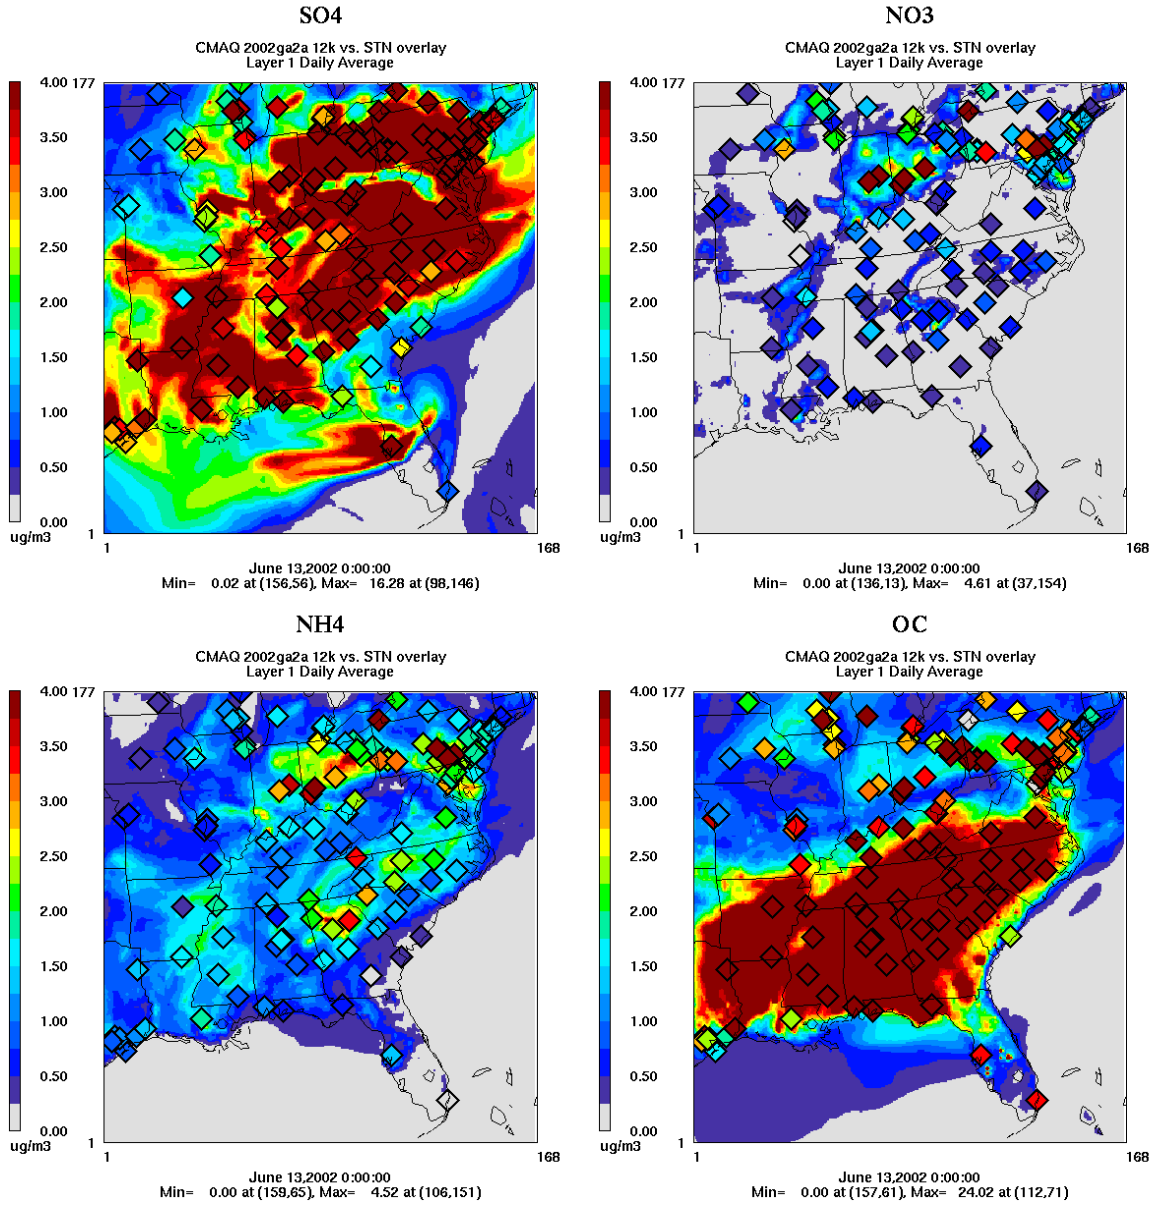 SO4
CMAQ 2002ga2a 12k vs. STN overlay
Layer 1 Daily Average
4.00 177
3.50
3.00
2.50
2.00
1.50
1.00
0.50
0.00
ug/m3
1
1 168
June 13,2002 0:00:00
Min= 0.02 at (156,56), Max= 16.28 at (98,146)
NO3
CMAQ 2002ga2a 12k vs. STN overlay
Layer 1 Daily Average
4.00 177
3.50
3.00
2.50
2.00
1.50
1.00
0.50
0.00
ug/m3
1
1 168
June 13,2002 0:00:00
Min= 0.00 at (136,13), Max= 4.61 at (37,154)
NH4
CMAQ 2002ga2a 12k vs. STN overlay
Layer 1 Daily Average
4.00 177
3.50
3.00
2.50
2.00
1.50
1.00
0.50
0.00
ug/m3
1
1 168
June 13,2002 0:00:00
Min= 0.00 at (159,65), Max= 4.52 at (106,151)
OC
CMAQ 2002ga2a 12k vs. STN overlay
Layer 1 Daily Average
4.00 177
3.50
3.00
2.50
2.00
1.50
1.00
0.50
0.00
ug/m3
1
1 168
June 13,2002 0:00:00
Min= 0.00 at (157,61), Max= 24.02 at (112,71)